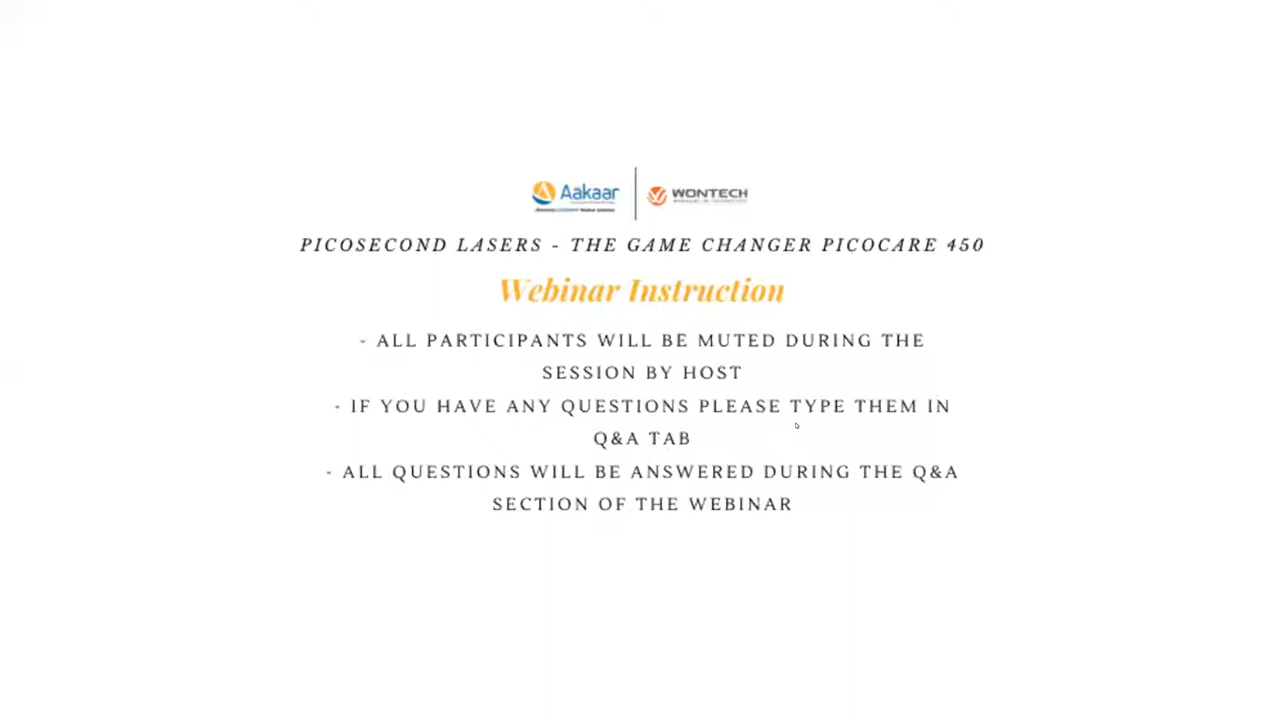 Aakaar
WONTECH
PICOSECOND LASERS - THE GAME CHANGER PICOCARE 450
Webinar Instruction
- ALL PARTICIPANTS WILL BE MUTED DURING THE
SESSION BY HOST
- IF YOU HAVE ANY QUESTIONS PLEASE TYPE THEM IN
Q&A TAB
- ALL QUESTIONS WILL BE ANSWERED DURING THE Q&A
SECTION OF THE WEBINAR